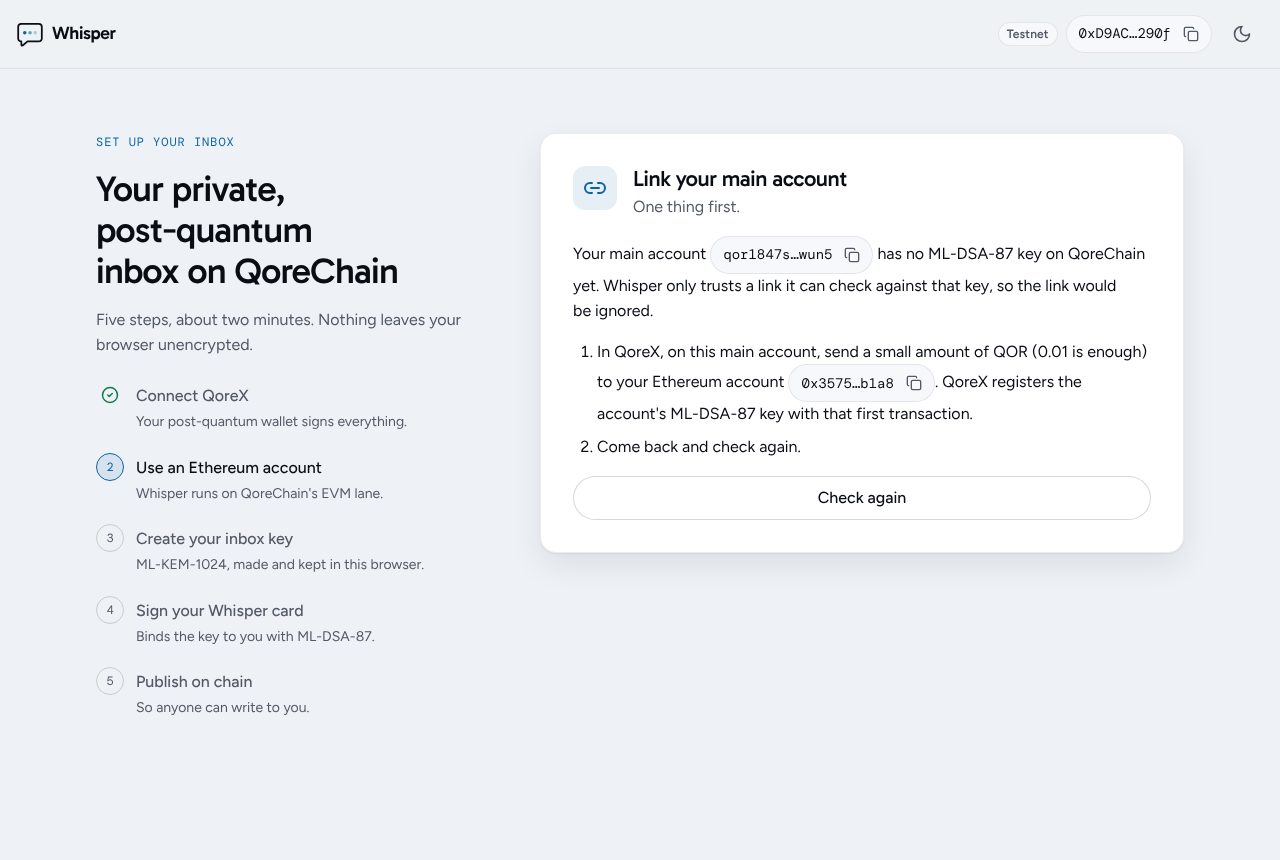 Whisper
Testnet
0xD9AC…290f
SET UP YOUR INBOX
Your private,
post-quantum
inbox on QoreChain
Five steps, about two minutes. Nothing leaves your
browser unencrypted.
Connect QoreX
Your post-quantum wallet signs everything.
2
Use an Ethereum account
Whisper runs on QoreChain's EVM lane.
3
Create your inbox key
ML-KEM-1024, made and kept in this browser.
4
Sign your Whisper card
Binds the key to you with ML-DSA-87.
5
Publish on chain
So anyone can write to you.
Link your main account
One thing first.
Your main account qor1847s…wun5 has no ML-DSA-87 key on QoreChain
yet. Whisper only trusts a link it can check against that key, so the link would
be ignored.
1. In QoreX, on this main account, send a small amount of QOR (0.01 is enough)
to your Ethereum account 0x3575…b1a8. QoreX registers the
account's ML-DSA-87 key with that first transaction.
2. Come back and check again.
Check again